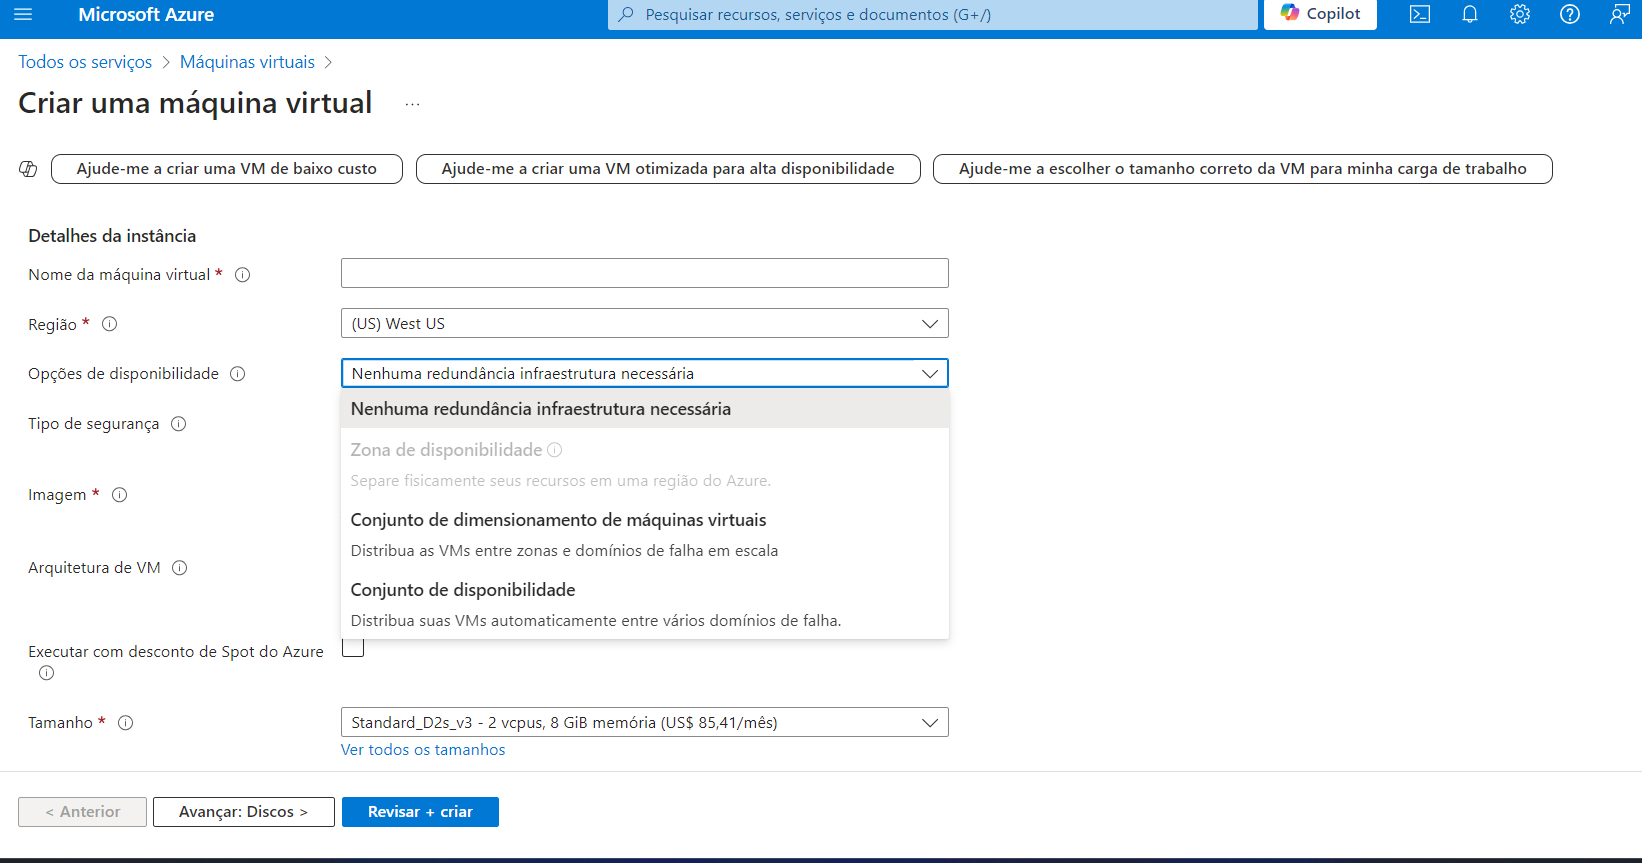 Microsoft Azure
Pesquisar recursos, serviços e documentos (G+/)
Copilot
Todos os serviços > Máquinas virtuais >
Criar uma máquina virtual ...
Ajude-me a criar uma VM de baixo custo
Ajude-me a criar uma VM otimizada para alta disponibilidade
Ajude-me a escolher o tamanho correto da VM para minha carga de trabalho
Detalhes da instância
Nome da máquina virtual *
Região *
(US) West US
Opções de disponibilidade
Nenhuma redundância infraestrutura necessária
Nenhuma redundância infraestrutura necessária
Zona de disponibilidade
Separe fisicamente seus recursos em uma região do Azure.
Conjunto de dimensionamento de máquinas virtuais
Distribua as VMs entre zonas e domínios de falha em escala
Conjunto de disponibilidade
Distribua suas VMs automaticamente entre vários domínios de falha.
Tipo de segurança
Imagem *
Arquitetura de VM
Executar com desconto de Spot do Azure
Tamanho *
Standard_D2s_v3 - 2 vcpus, 8 GiB memória (US$ 85,41/mês)
Ver todos os tamanhos
< Anterior
Avançar: Discos >
Revisar + criar